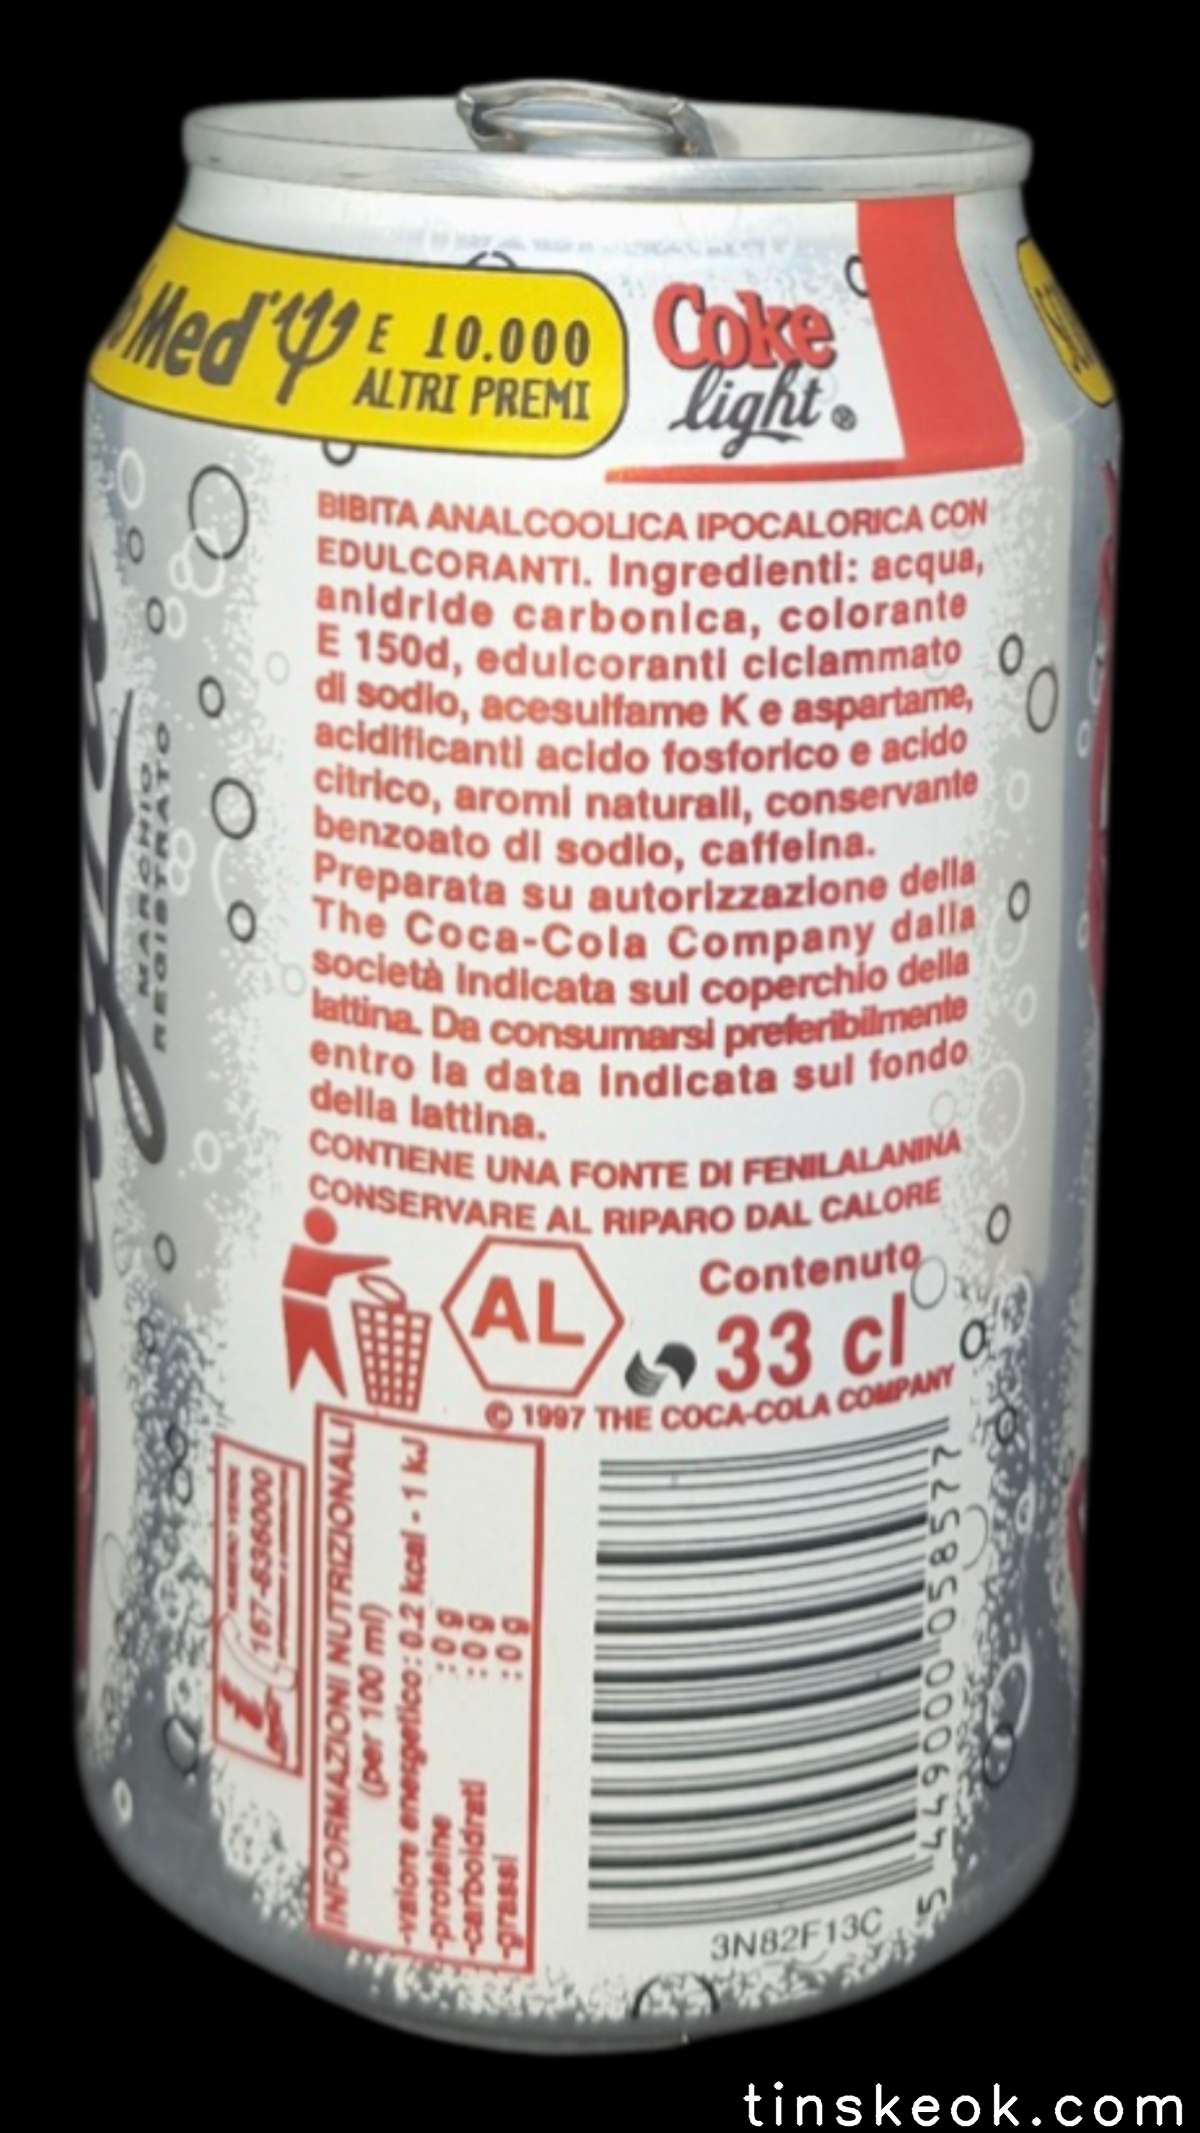 Med'
E 10.000
ALTRI PREMI
Coke
light ®
BIBITA ANALCOOLICA IPOCALORICA CON
EDULCORANTI. Ingredienti: acqua,
anidride carbonica, colorante
E 150d, edulcoranti ciclammato
di sodio, acesulfame K e aspartame,
acidificanti acido fosforico e acido
citrico, aromi naturali, conservante
benzoato di sodio, caffeina.
Preparata su autorizzazione della
The Coca-Cola Company dalla
società indicata sul coperchio della
lattina. Da consumarsi preferibilmente
entro la data indicata sul fondo
della lattina.
CONTIENE UNA FONTE DI FENILALANINA
CONSERVARE AL RIPARO DAL CALORE
MARCHIO
REGISTRATO
AL
Contenuto
33 cl
© 1997 THE COCA-COLA COMPANY
NUMERO VERDE
167-836000
INFORMAZIONI NUTRIZIONALI
(per 100 ml)
-valore energetico: 0.2 kcal - 1 kJ
-proteine : 0 g
-carboidrati : 0 g
-grassi : 0 g
5 449000 058577
3N82F13C
tinskeok.com